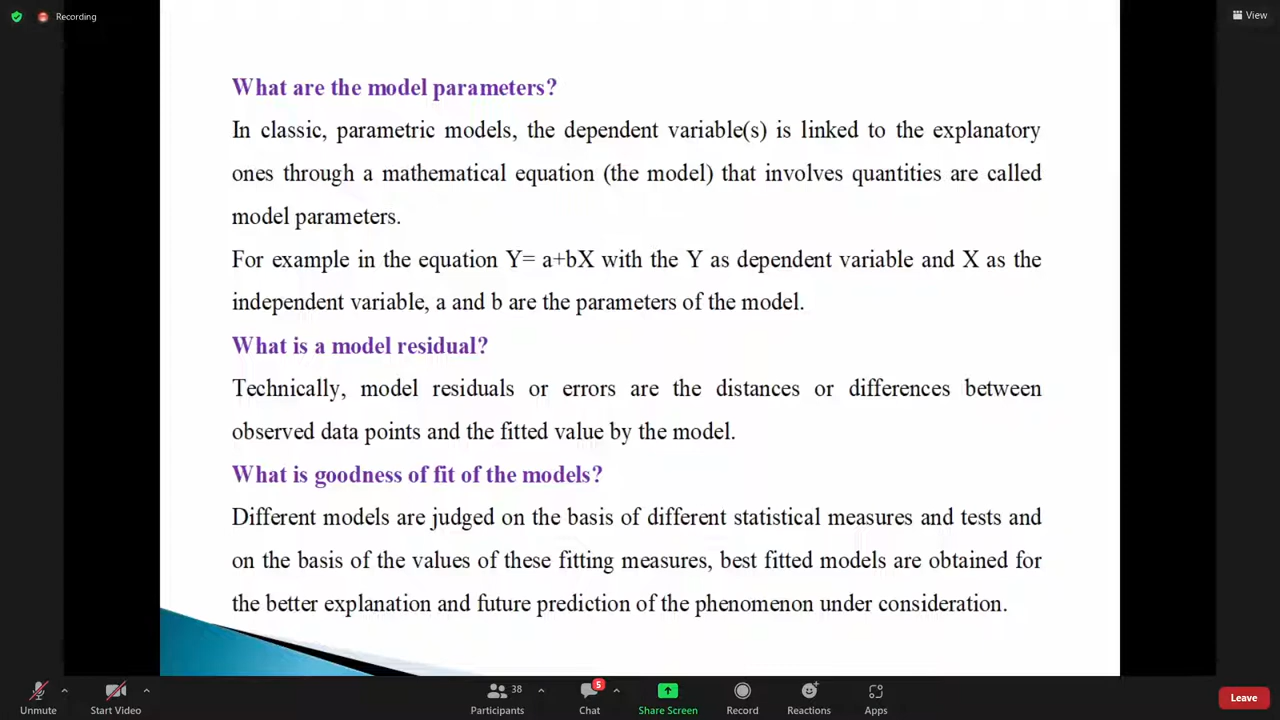 Recording
View
What are the model parameters?
In classic, parametric models, the dependent variable(s) is linked to the explanatory
ones through a mathematical equation (the model) that involves quantities are called
model parameters.
For example in the equation Y= a+bX with the Y as dependent variable and X as the
independent variable, a and b are the parameters of the model.
What is a model residual?
Technically, model residuals or errors are the distances or differences between
observed data points and the fitted value by the model.
What is goodness of fit of the models?
Different models are judged on the basis of different statistical measures and tests and
on the basis of the values of these fitting measures, best fitted models are obtained for
the better explanation and future prediction of the phenomenon under consideration.
38
5
Unmute
Start Video
Participants
Chat
Share Screen
Record
Reactions
Apps
Leave